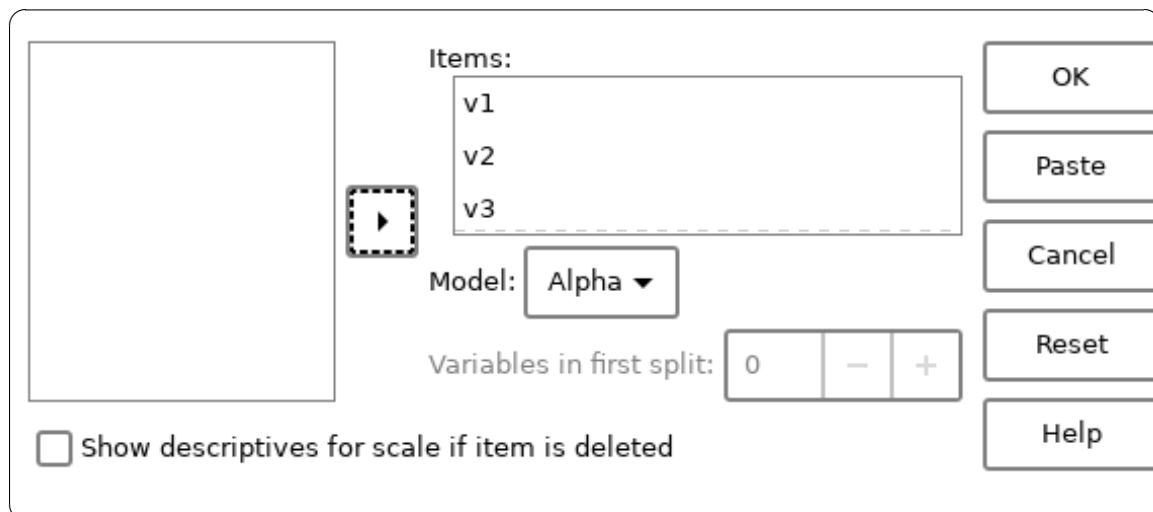 Items:
v1
v2
v3
Model: Alpha
Variables in first split: 0 − +
Show descriptives for scale if item is deleted
OK
Paste
Cancel
Reset
Help